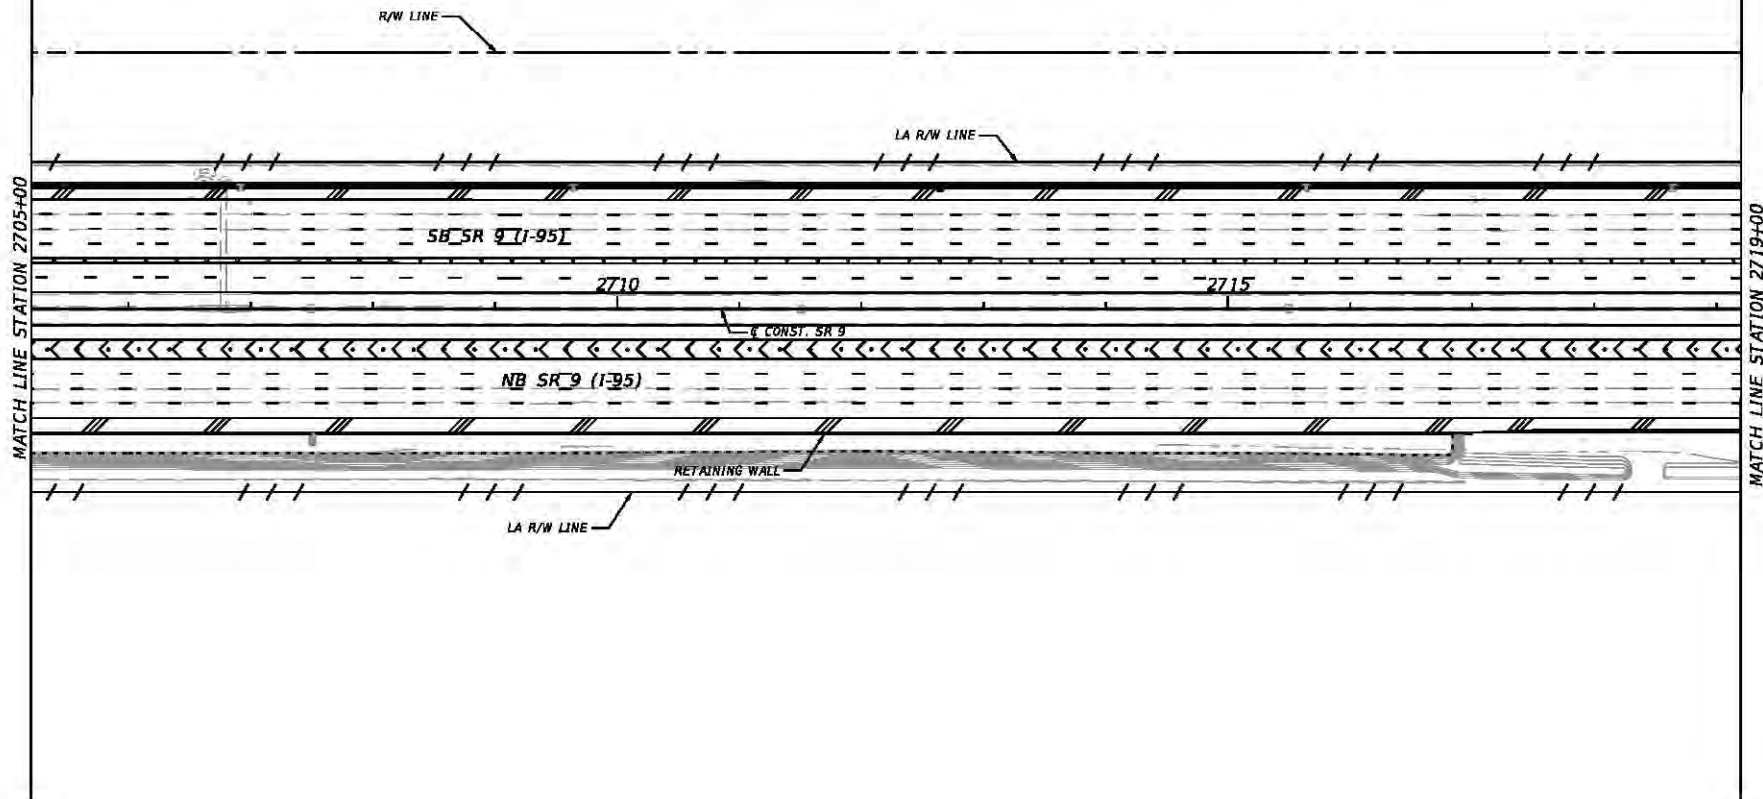 R/W LINE
LA R/W LINE
MATCH LINE STATION 2705+00
MATCH LINE STATION 2719+00
SB SR 9 (I-95)
2710
2715
℄ CONST. SR 9
NB SR 9 (I-95)
RETAINING WALL
LA R/W LINE